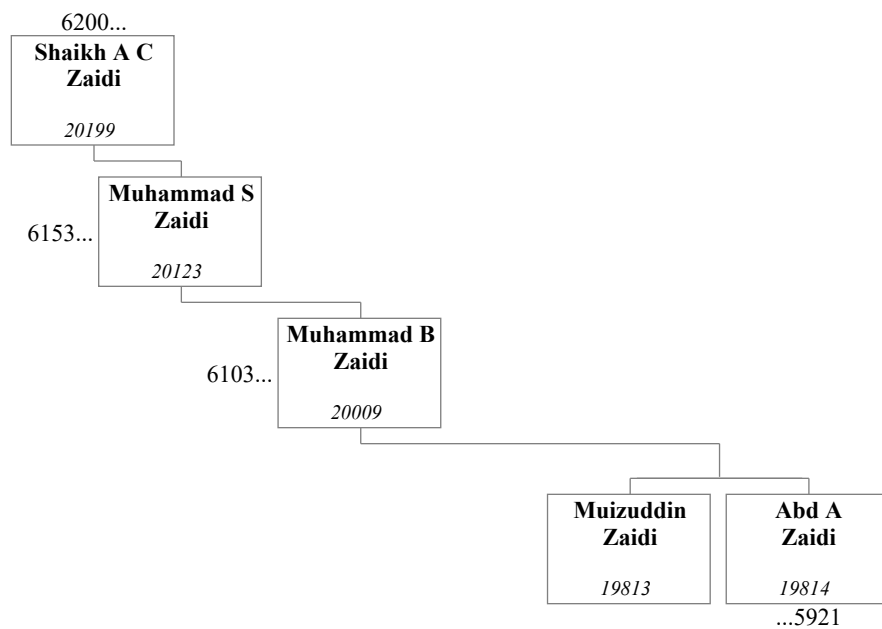 6200...
Shaikh A C
Zaidi
20199
Muhammad S
Zaidi
6153...
20123
Muhammad B
Zaidi
6103...
20009
Muizuddin
Zaidi
19813
Abd A
Zaidi
19814
...5921